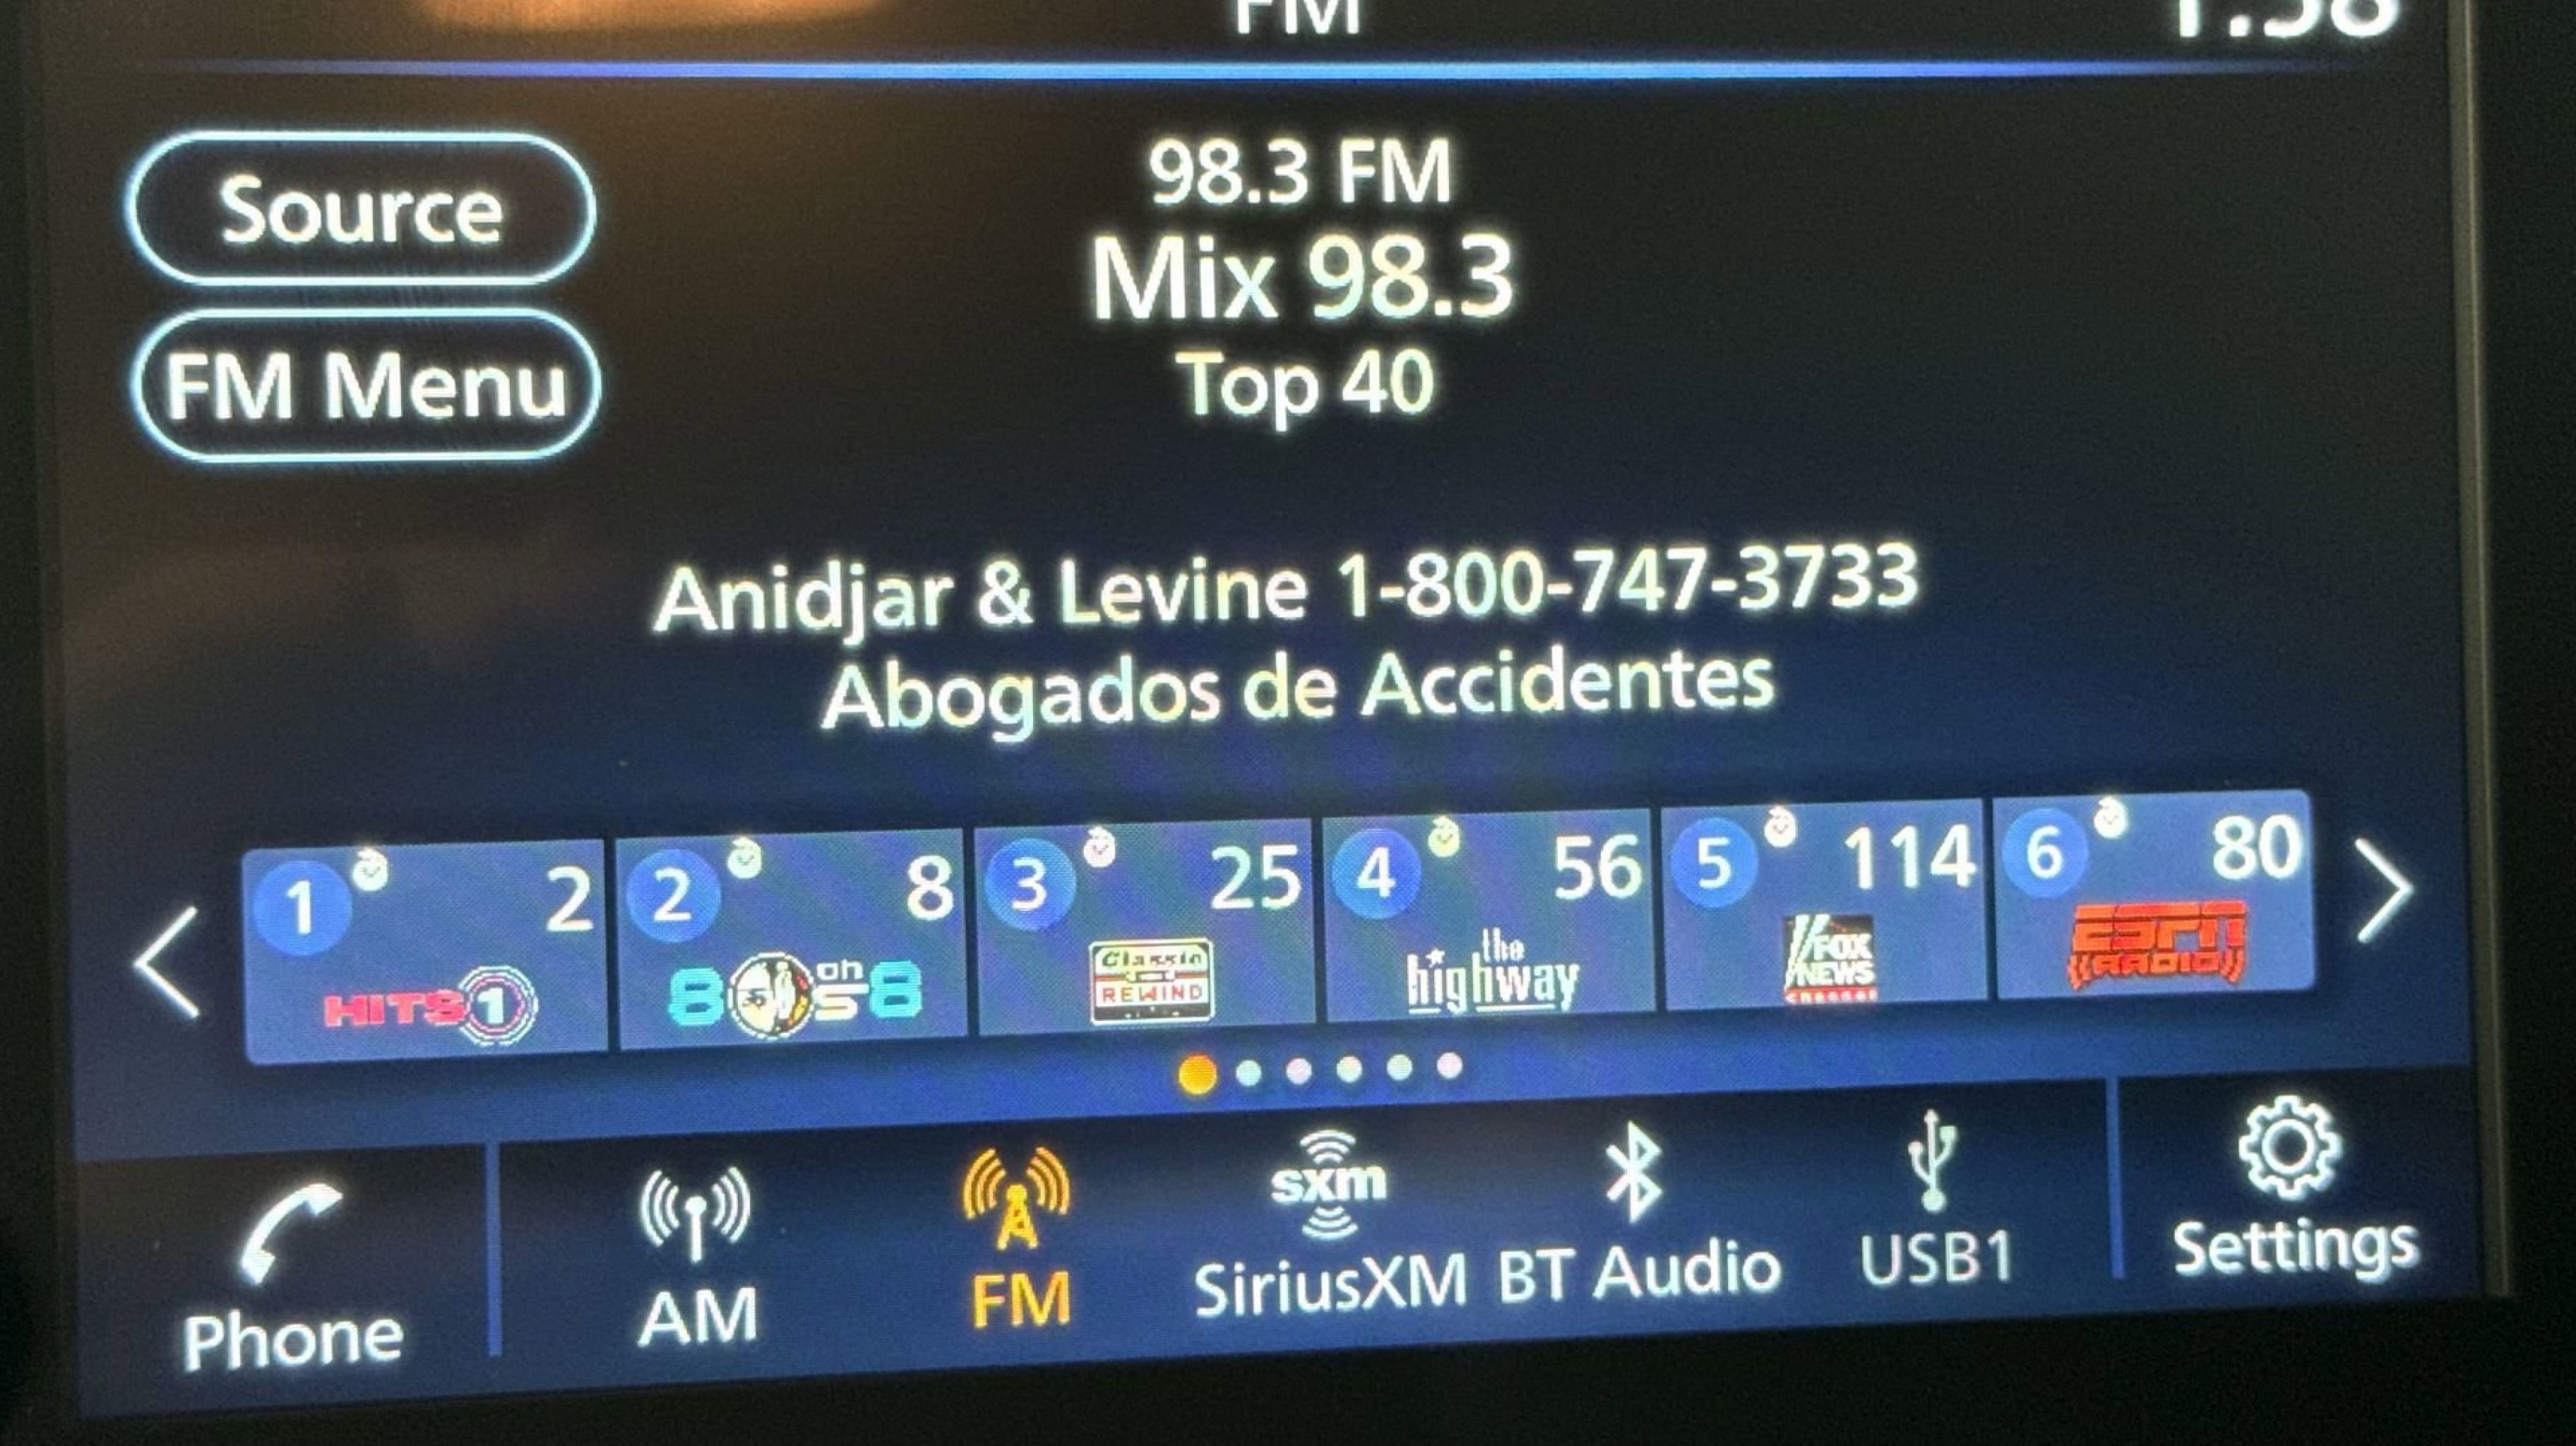 FM
1:58
Source
98.3 FM
Mix 98.3
FM Menu
Top 40
Anidjar & Levine 1-800-747-3733
Abogados de Accidentes
1 2
HITS 1
2 8
80s on 8
3 25
Classic
REWIND
4 56
the
highway
5 114
FOX
NEWS
channel
6 80
ESPN
RADIO
Phone
AM
FM
sxm
SiriusXM
BT Audio
USB1
Settings